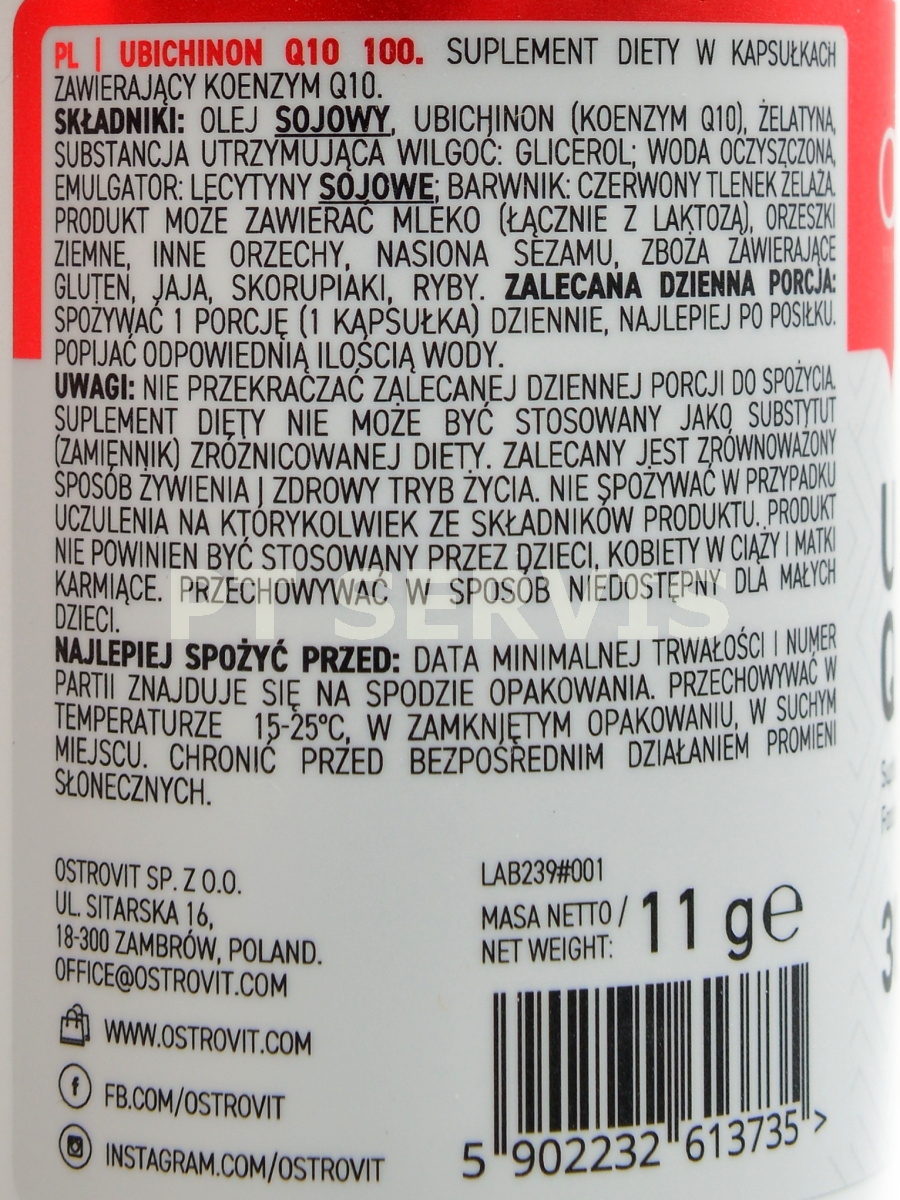 PL | UBICHINON Q10 100. SUPLEMENT DIETY W KAPSUŁKACH
ZAWIERAJĄCY KOENZYM Q10.
SKŁADNIKI: OLEJ SOJOWY, UBICHINON (KOENZYM Q10), ŻELATYNA,
SUBSTANCJA UTRZYMUJĄCA WILGOĆ: GLICEROL; WODA OCZYSZCZONA,
EMULGATOR: LECYTYNY SOJOWE; BARWNIK: CZERWONY TLENEK ŻELAZA.
PRODUKT MOŻE ZAWIERAĆ MLEKO (ŁĄCZNIE Z LAKTOZĄ), ORZESZKI
ZIEMNE, INNE ORZECHY, NASIONA SEZAMU, ZBOŻA ZAWIERAJĄCE
GLUTEN, JAJA, SKORUPIAKI, RYBY. ZALECANA DZIENNA PORCJA:
SPOŻYWAĆ 1 PORCJĘ (1 KAPSUŁKA) DZIENNIE, NAJLEPIEJ PO POSIŁKU.
POPIJAĆ ODPOWIEDNIĄ ILOŚCIĄ WODY.
UWAGI: NIE PRZEKRACZAĆ ZALECANEJ DZIENNEJ PORCJI DO SPOŻYCIA.
SUPLEMENT DIETY NIE MOŻE BYĆ STOSOWANY JAKO SUBSTYTUT
(ZAMIENNIK) ZRÓŻNICOWANEJ DIETY. ZALECANY JEST ZRÓWNOWAŻONY
SPOSÓB ŻYWIENIA I ZDROWY TRYB ŻYCIA. NIE SPOŻYWAĆ W PRZYPADKU
UCZULENIA NA KTÓRYKOLWIEK ZE SKŁADNIKÓW PRODUKTU. PRODUKT
NIE POWINIEN BYĆ STOSOWANY PRZEZ DZIECI, KOBIETY W CIĄŻY I MATKI
KARMIĄCE. PRZECHOWYWAĆ W SPOSÓB NIEDOSTĘPNY DLA MAŁYCH
DZIECI.
PT SERVIS
NAJLEPIEJ SPOŻYĆ PRZED: DATA MINIMALNEJ TRWAŁOŚCI I NUMER
PARTII ZNAJDUJE SIĘ NA SPODZIE OPAKOWANIA. PRZECHOWYWAĆ W
TEMPERATURZE 15-25°C, W ZAMKNIĘTYM OPAKOWANIU, W SUCHYM
MIEJSCU. CHRONIĆ PRZED BEZPOŚREDNIM DZIAŁANIEM PROMIENI
SŁONECZNYCH.
OSTROVIT SP. Z O.O.
UL. SITARSKA 16,
18-300 ZAMBRÓW, POLAND.
OFFICE@OSTROVIT.COM
WWW.OSTROVIT.COM
FB.COM/OSTROVIT
INSTAGRAM.COM/OSTROVIT
LAB239#001
MASA NETTO /
NET WEIGHT: 11 g e
5 902232 613735 >